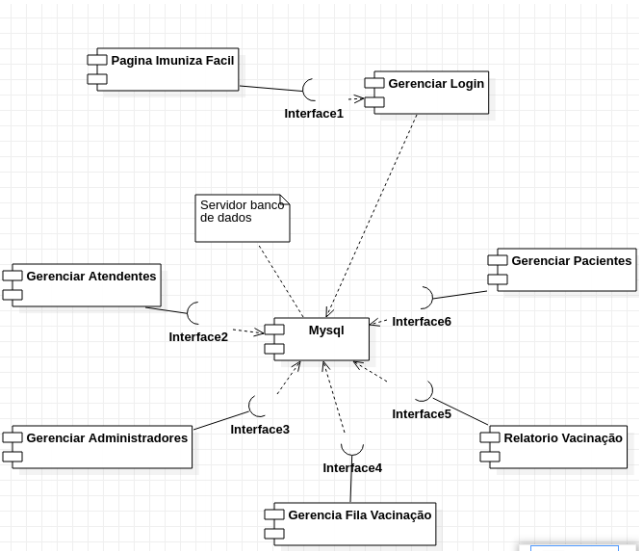 Pagina Imuniza Facil
Gerenciar Login
Interface1
Servidor banco
de dados
Gerenciar Atendentes
Gerenciar Pacientes
Interface6
Interface2
Mysql
Interface5
Interface3
Gerenciar Administradores
Relatorio Vacinação
Interface4
Gerencia Fila Vacinação